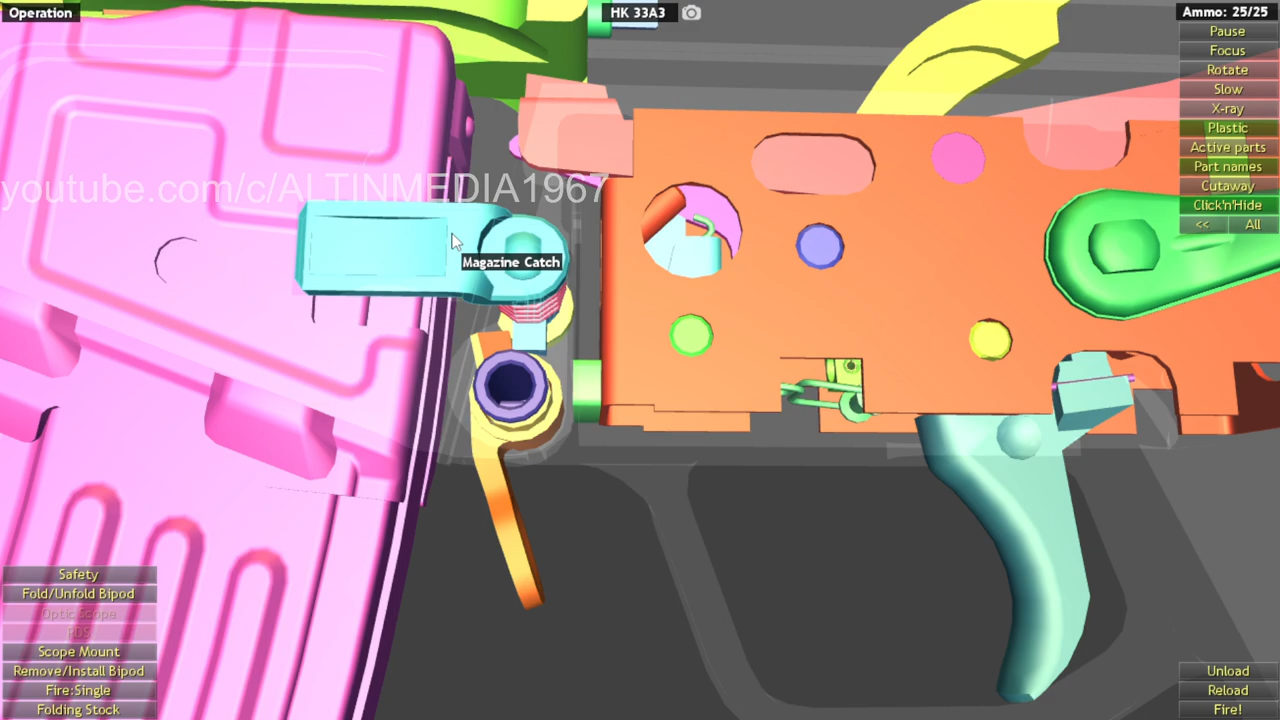 Operation
HK 33A3
Ammo: 25/25
Pause
Focus
Rotate
Slow
X-ray
Plastic
Active parts
Part names
Cutaway
Click'n'Hide
<< All
youtube.com/c/ALTINMEDIA1967
Magazine Catch
Safety
Fold/Unfold Bipod
Optic Scope
RDS
Scope Mount
Remove/Install Bipod
Fire:Single
Folding Stock
Unload
Reload
Fire!